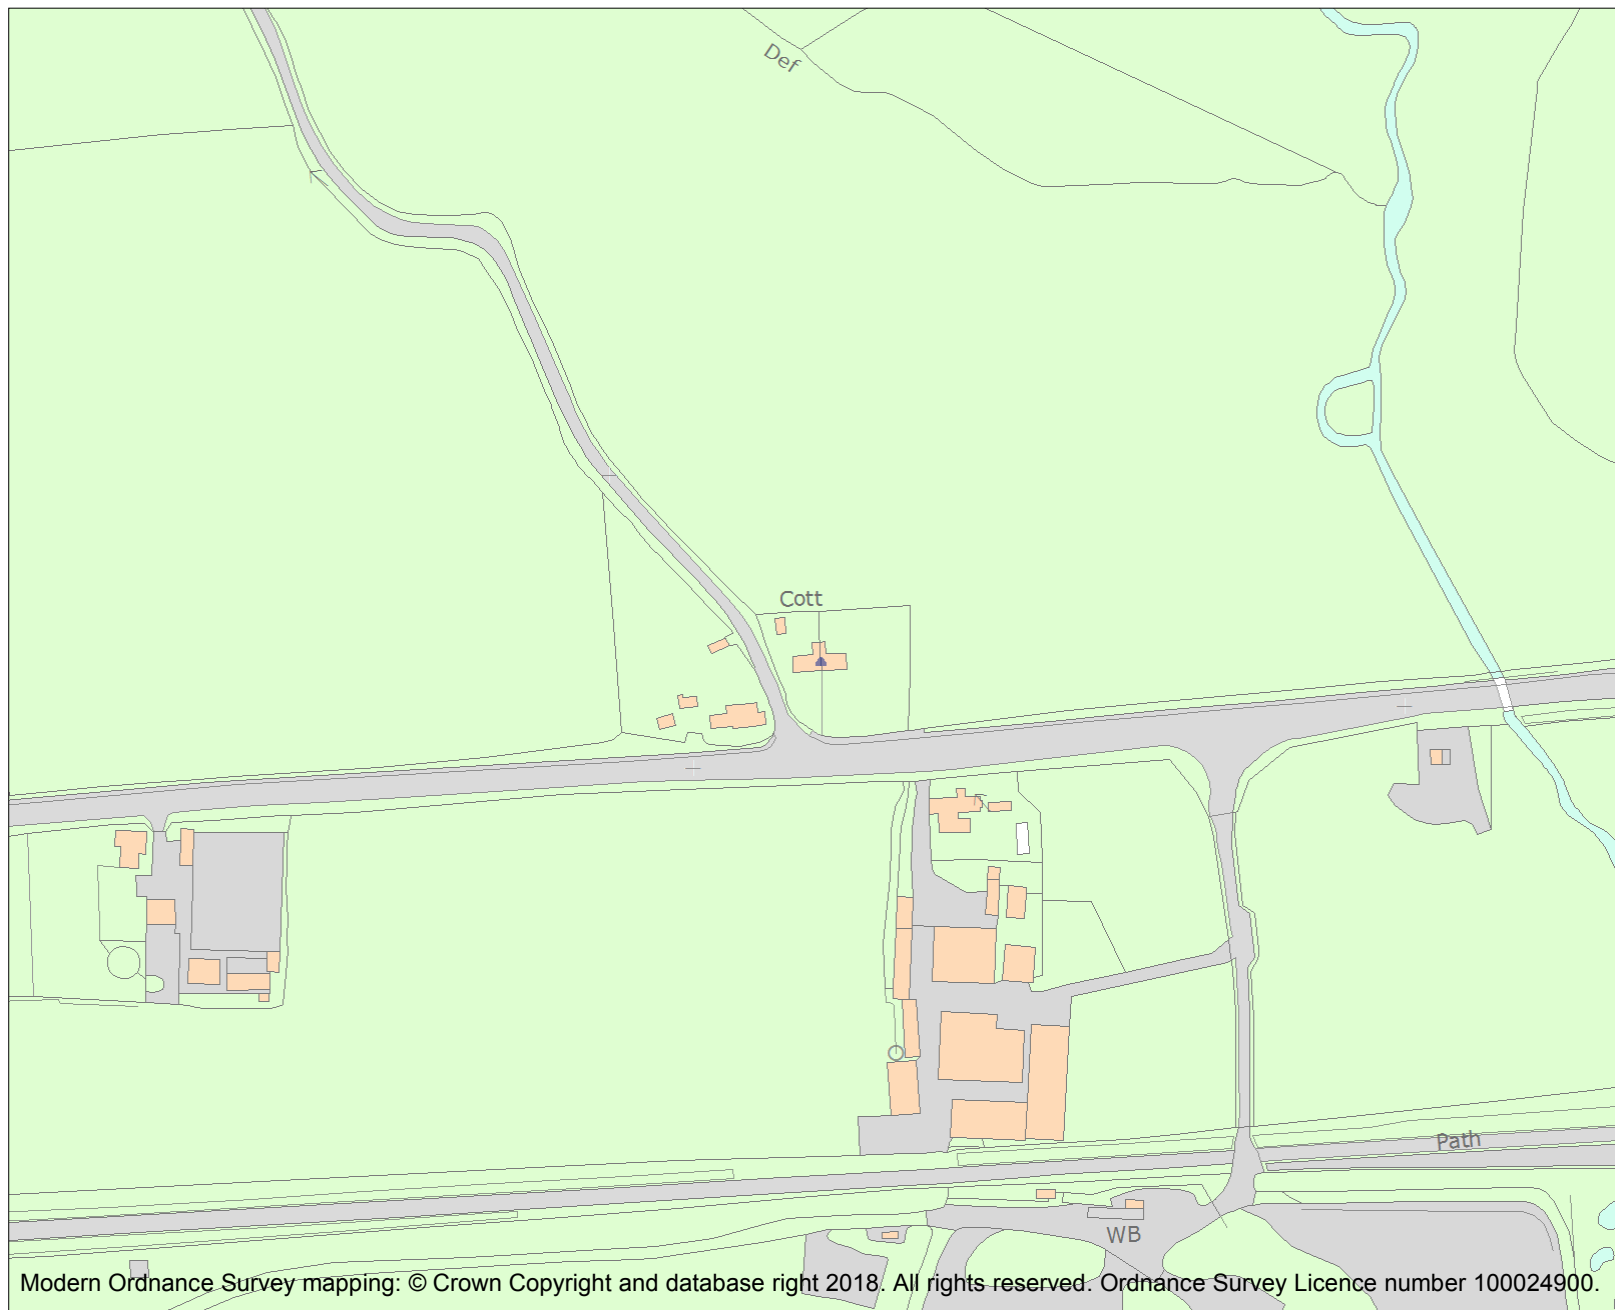 Def
Cott
Path
WB
Modern Ordnance Survey mapping: © Crown Copyright and database right 2018. All rights reserved. Ordnance Survey Licence number 100024900.